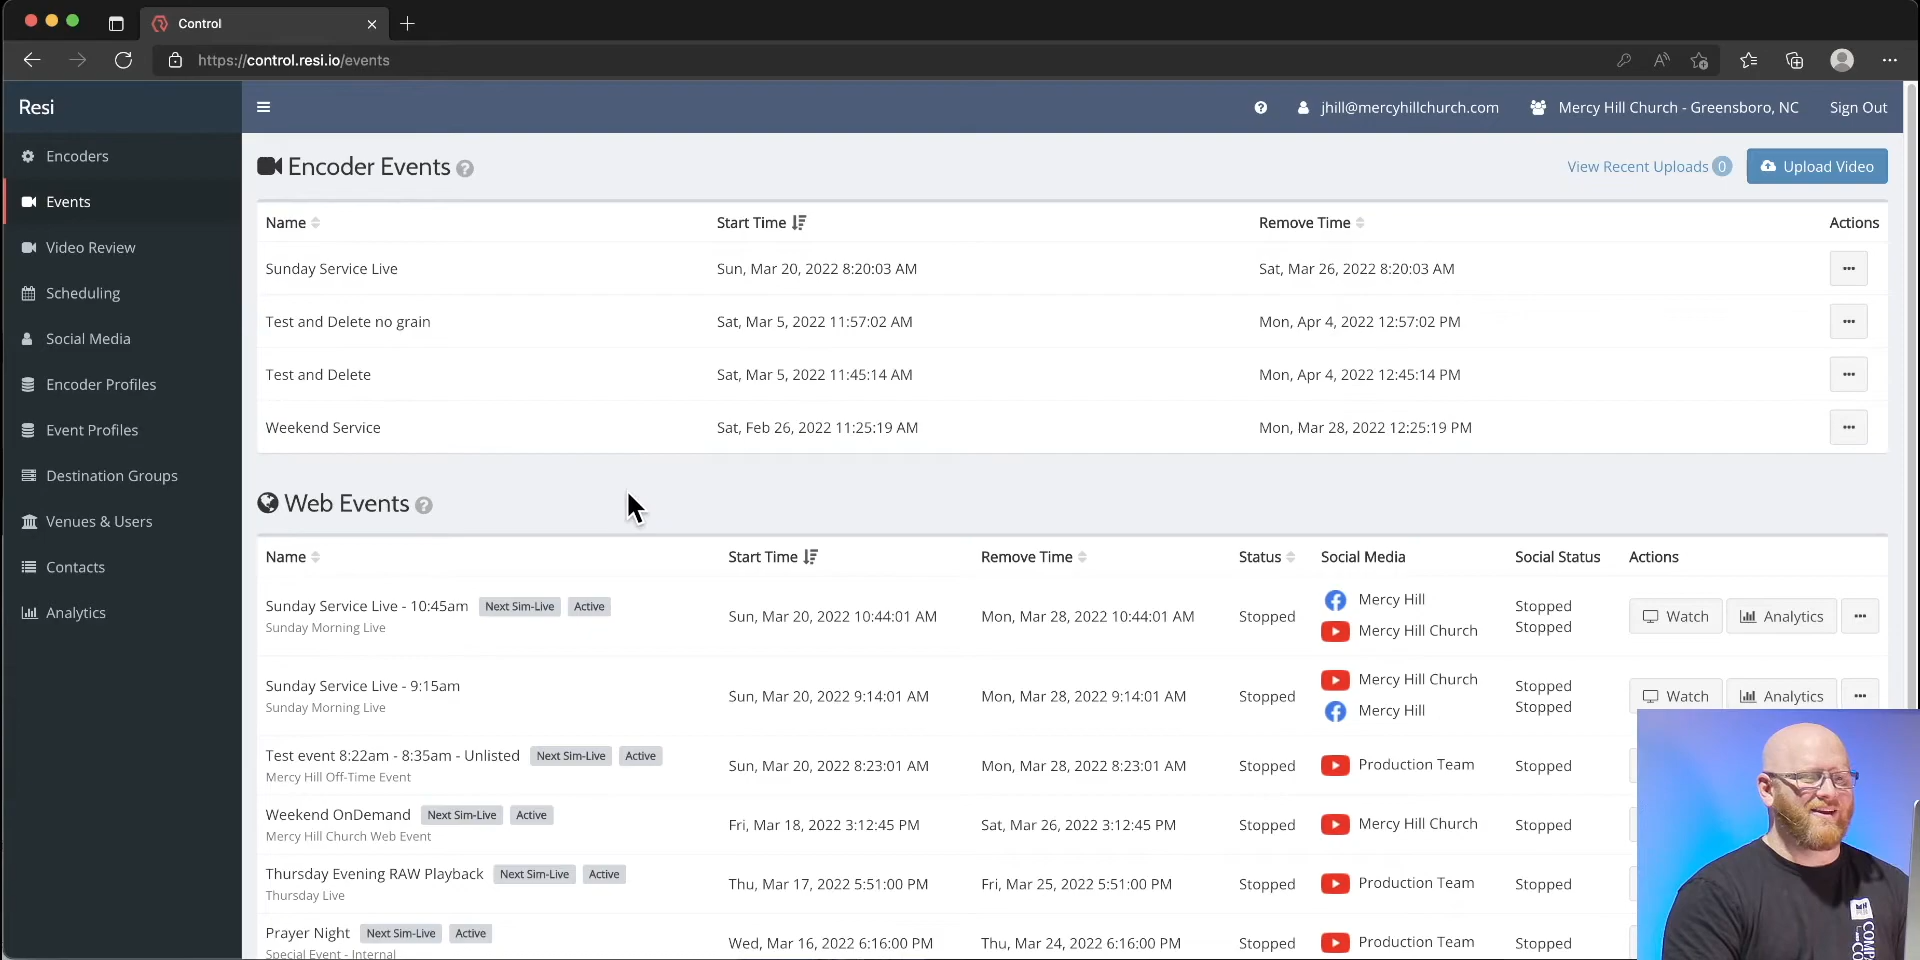 Control
https://control.resi.io/events
Resi
jhill@mercyhillchurch.com
Mercy Hill Church - Greensboro, NC
Sign Out
Encoders
Events
Video Review
Scheduling
Social Media
Encoder Profiles
Event Profiles
Destination Groups
Venues & Users
Contacts
Analytics
Encoder Events
View Recent Uploads 0
Upload Video
Name Start Time Remove Time Actions
Sunday Service Live Sun, Mar 20, 2022 8:20:03 AM Sat, Mar 26, 2022 8:20:03 AM
Test and Delete no grain Sat, Mar 5, 2022 11:57:02 AM Mon, Apr 4, 2022 12:57:02 PM
Test and Delete Sat, Mar 5, 2022 11:45:14 AM Mon, Apr 4, 2022 12:45:14 PM
Weekend Service Sat, Feb 26, 2022 11:25:19 AM Mon, Mar 28, 2022 12:25:19 PM
Web Events
Name Start Time Remove Time Status Social Media Social Status Actions
Sunday Service Live - 10:45am Next Sim-Live Active
Sunday Morning Live
Sun, Mar 20, 2022 10:44:01 AM Mon, Mar 28, 2022 10:44:01 AM Stopped
Mercy Hill
Mercy Hill Church
Stopped
Stopped
Watch Analytics
Sunday Service Live - 9:15am
Sunday Morning Live
Sun, Mar 20, 2022 9:14:01 AM Mon, Mar 28, 2022 9:14:01 AM Stopped
Mercy Hill Church
Mercy Hill
Stopped
Stopped
Watch Analytics
Test event 8:22am - 8:35am - Unlisted Next Sim-Live Active
Mercy Hill Off-Time Event
Sun, Mar 20, 2022 8:23:01 AM Mon, Mar 28, 2022 8:23:01 AM Stopped Production Team Stopped
Weekend OnDemand Next Sim-Live Active
Mercy Hill Church Web Event
Fri, Mar 18, 2022 3:12:45 PM Sat, Mar 26, 2022 3:12:45 PM Stopped Mercy Hill Church Stopped
Thursday Evening RAW Playback Next Sim-Live Active
Thursday Live
Thu, Mar 17, 2022 5:51:00 PM Fri, Mar 25, 2022 5:51:00 PM Stopped Production Team Stopped
Prayer Night Next Sim-Live Active
Special Event - Internal
Wed, Mar 16, 2022 6:16:00 PM Thu, Mar 24, 2022 6:16:00 PM Stopped Production Team Stopped